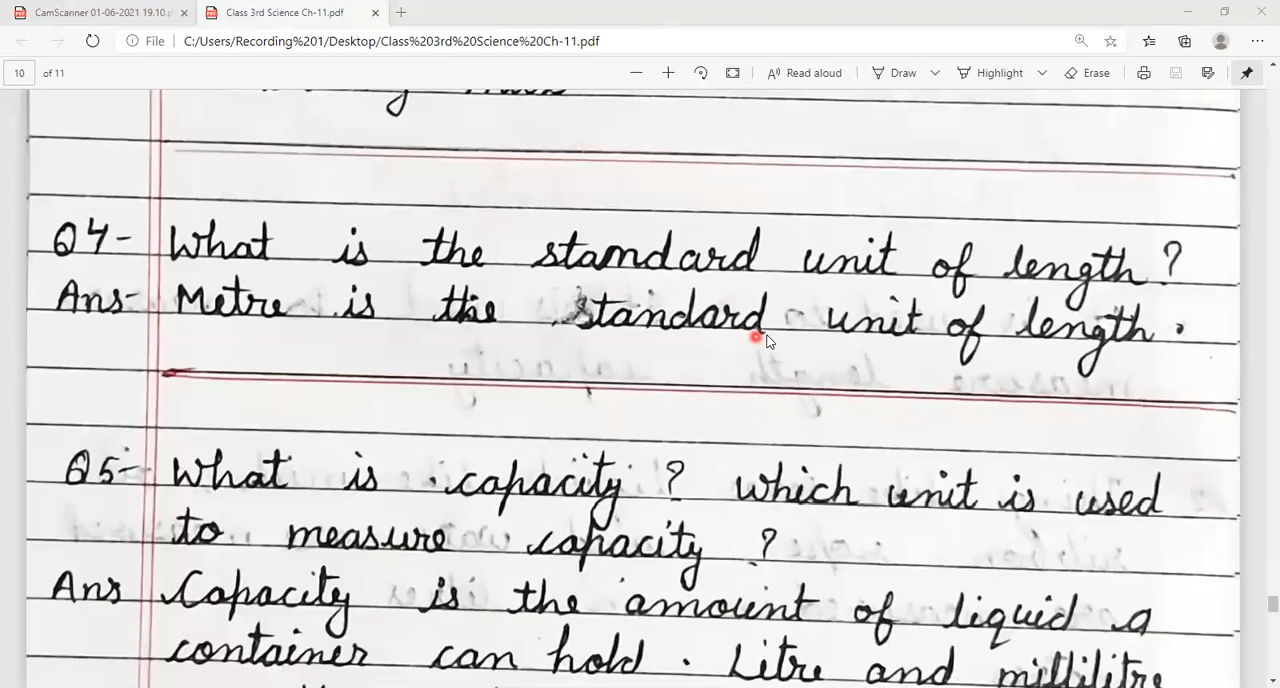 CamScanner 01-06-2021 19.10.pdf
Class 3rd Science Ch-11.pdf
File
C:/Users/Recording%201/Desktop/Class%203rd%20Science%20Ch-11.pdf
10 of 11
Read aloud
Draw
Highlight
Erase
Q4- What is the standard unit of length?
Ans- Metre is the standard unit of length.
Q5- What is capacity? which unit is used
to measure capacity?
Ans Capacity is the amount of liquid a
container can hold. Litre and millilitre